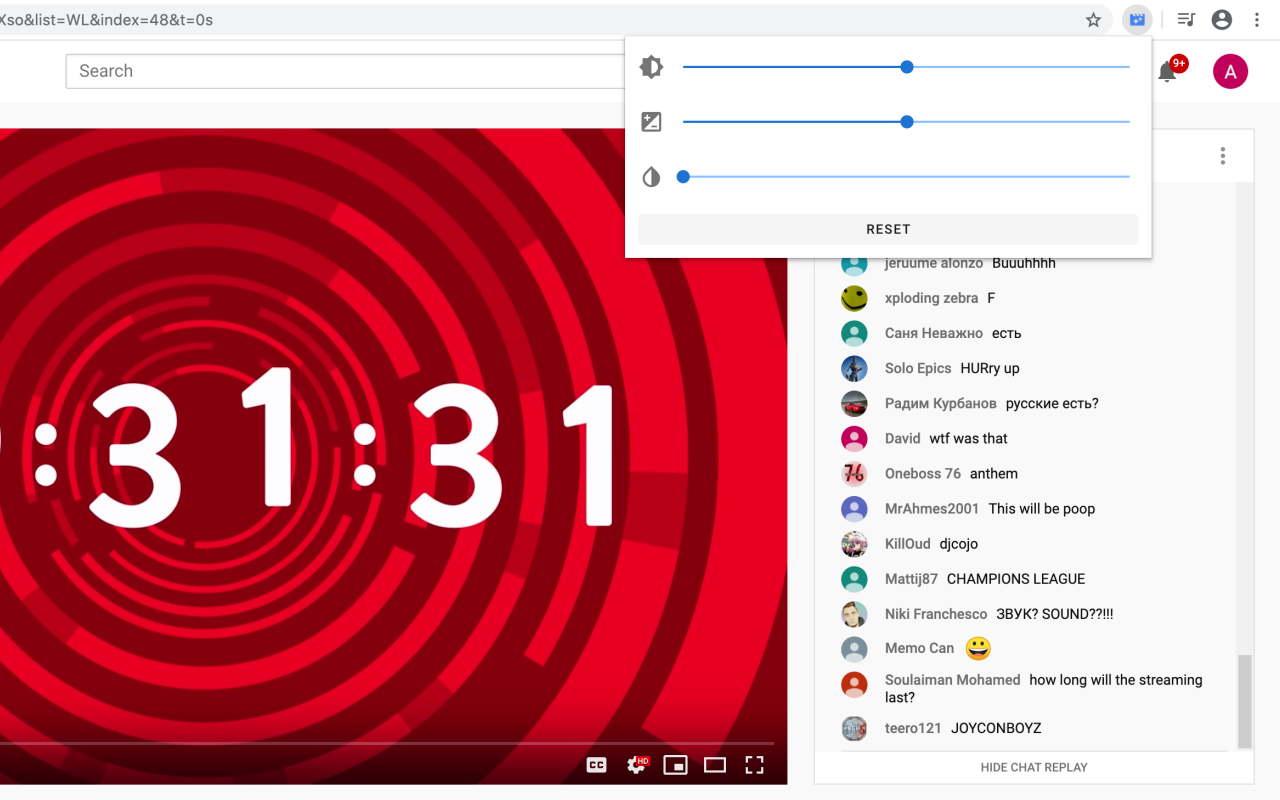 Xso&list=WL&index=48&t=0s
Search
9+
A
RESET
jeruume alonzo Buuuhhhh
xploding zebra F
Саня Неважно есть
Solo Epics HURry up
Радим Курбанов русские есть?
David wtf was that
Oneboss 76 anthem
MrAhmes2001 This will be poop
KillOud djcojo
Mattij87 CHAMPIONS LEAGUE
Niki Franchesco ЗВУК? SOUND??!!!
Memo Can 😀
Soulaiman Mohamed how long will the streaming
last?
teero121 JOYCONBOYZ
HIDE CHAT REPLAY
:31:31
CC
HD